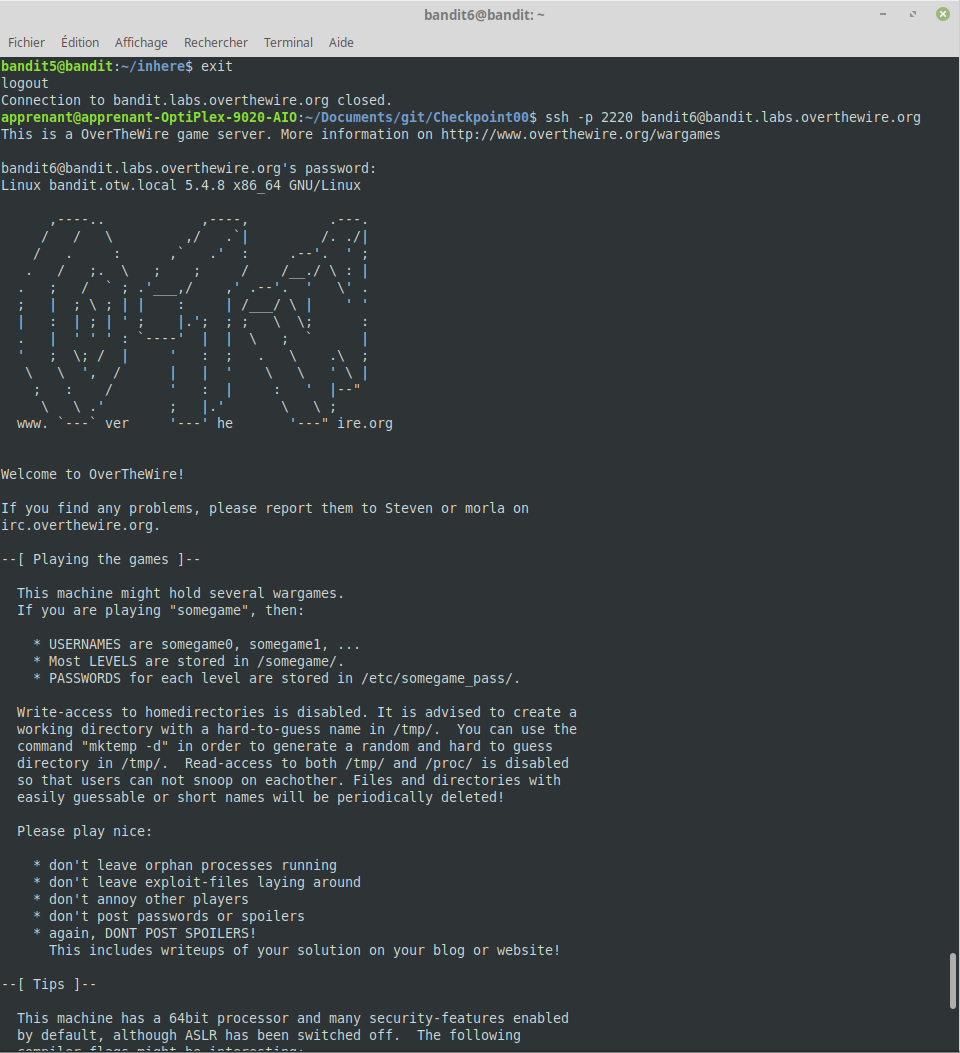 bandit6@bandit: ~
Fichier Édition Affichage Rechercher Terminal Aide
bandit5@bandit:~/inhere$ exit
logout
Connection to bandit.labs.overthewire.org closed.
apprenant@apprenant-OptiPlex-9020-AIO:~/Documents/git/Checkpoint00$ ssh -p 2220 bandit6@bandit.labs.overthewire.org
This is a OverTheWire game server. More information on http://www.overthewire.org/wargames
bandit6@bandit.labs.overthewire.org's password:
Linux bandit.otw.local 5.4.8 x86_64 GNU/Linux
www. `---` ver '---' he '---" ire.org
Welcome to OverTheWire!
If you find any problems, please report them to Steven or morla on
irc.overthewire.org.
--[ Playing the games ]--
This machine might hold several wargames.
If you are playing "somegame", then:
* USERNAMES are somegame0, somegame1, ...
* Most LEVELS are stored in /somegame/.
* PASSWORDS for each level are stored in /etc/somegame_pass/.
Write-access to homedirectories is disabled. It is advised to create a
working directory with a hard-to-guess name in /tmp/.  You can use the
command "mktemp -d" in order to generate a random and hard to guess
directory in /tmp/.  Read-access to both /tmp/ and /proc/ is disabled
so that users can not snoop on eachother. Files and directories with
easily guessable or short names will be periodically deleted!
Please play nice:
* don't leave orphan processes running
* don't leave exploit-files laying around
* don't annoy other players
* don't post passwords or spoilers
* again, DONT POST SPOILERS!
This includes writeups of your solution on your blog or website!
--[ Tips ]--
This machine has a 64bit processor and many security-features enabled
by default, although ASLR has been switched off.  The following
compiler flags might be interesting: